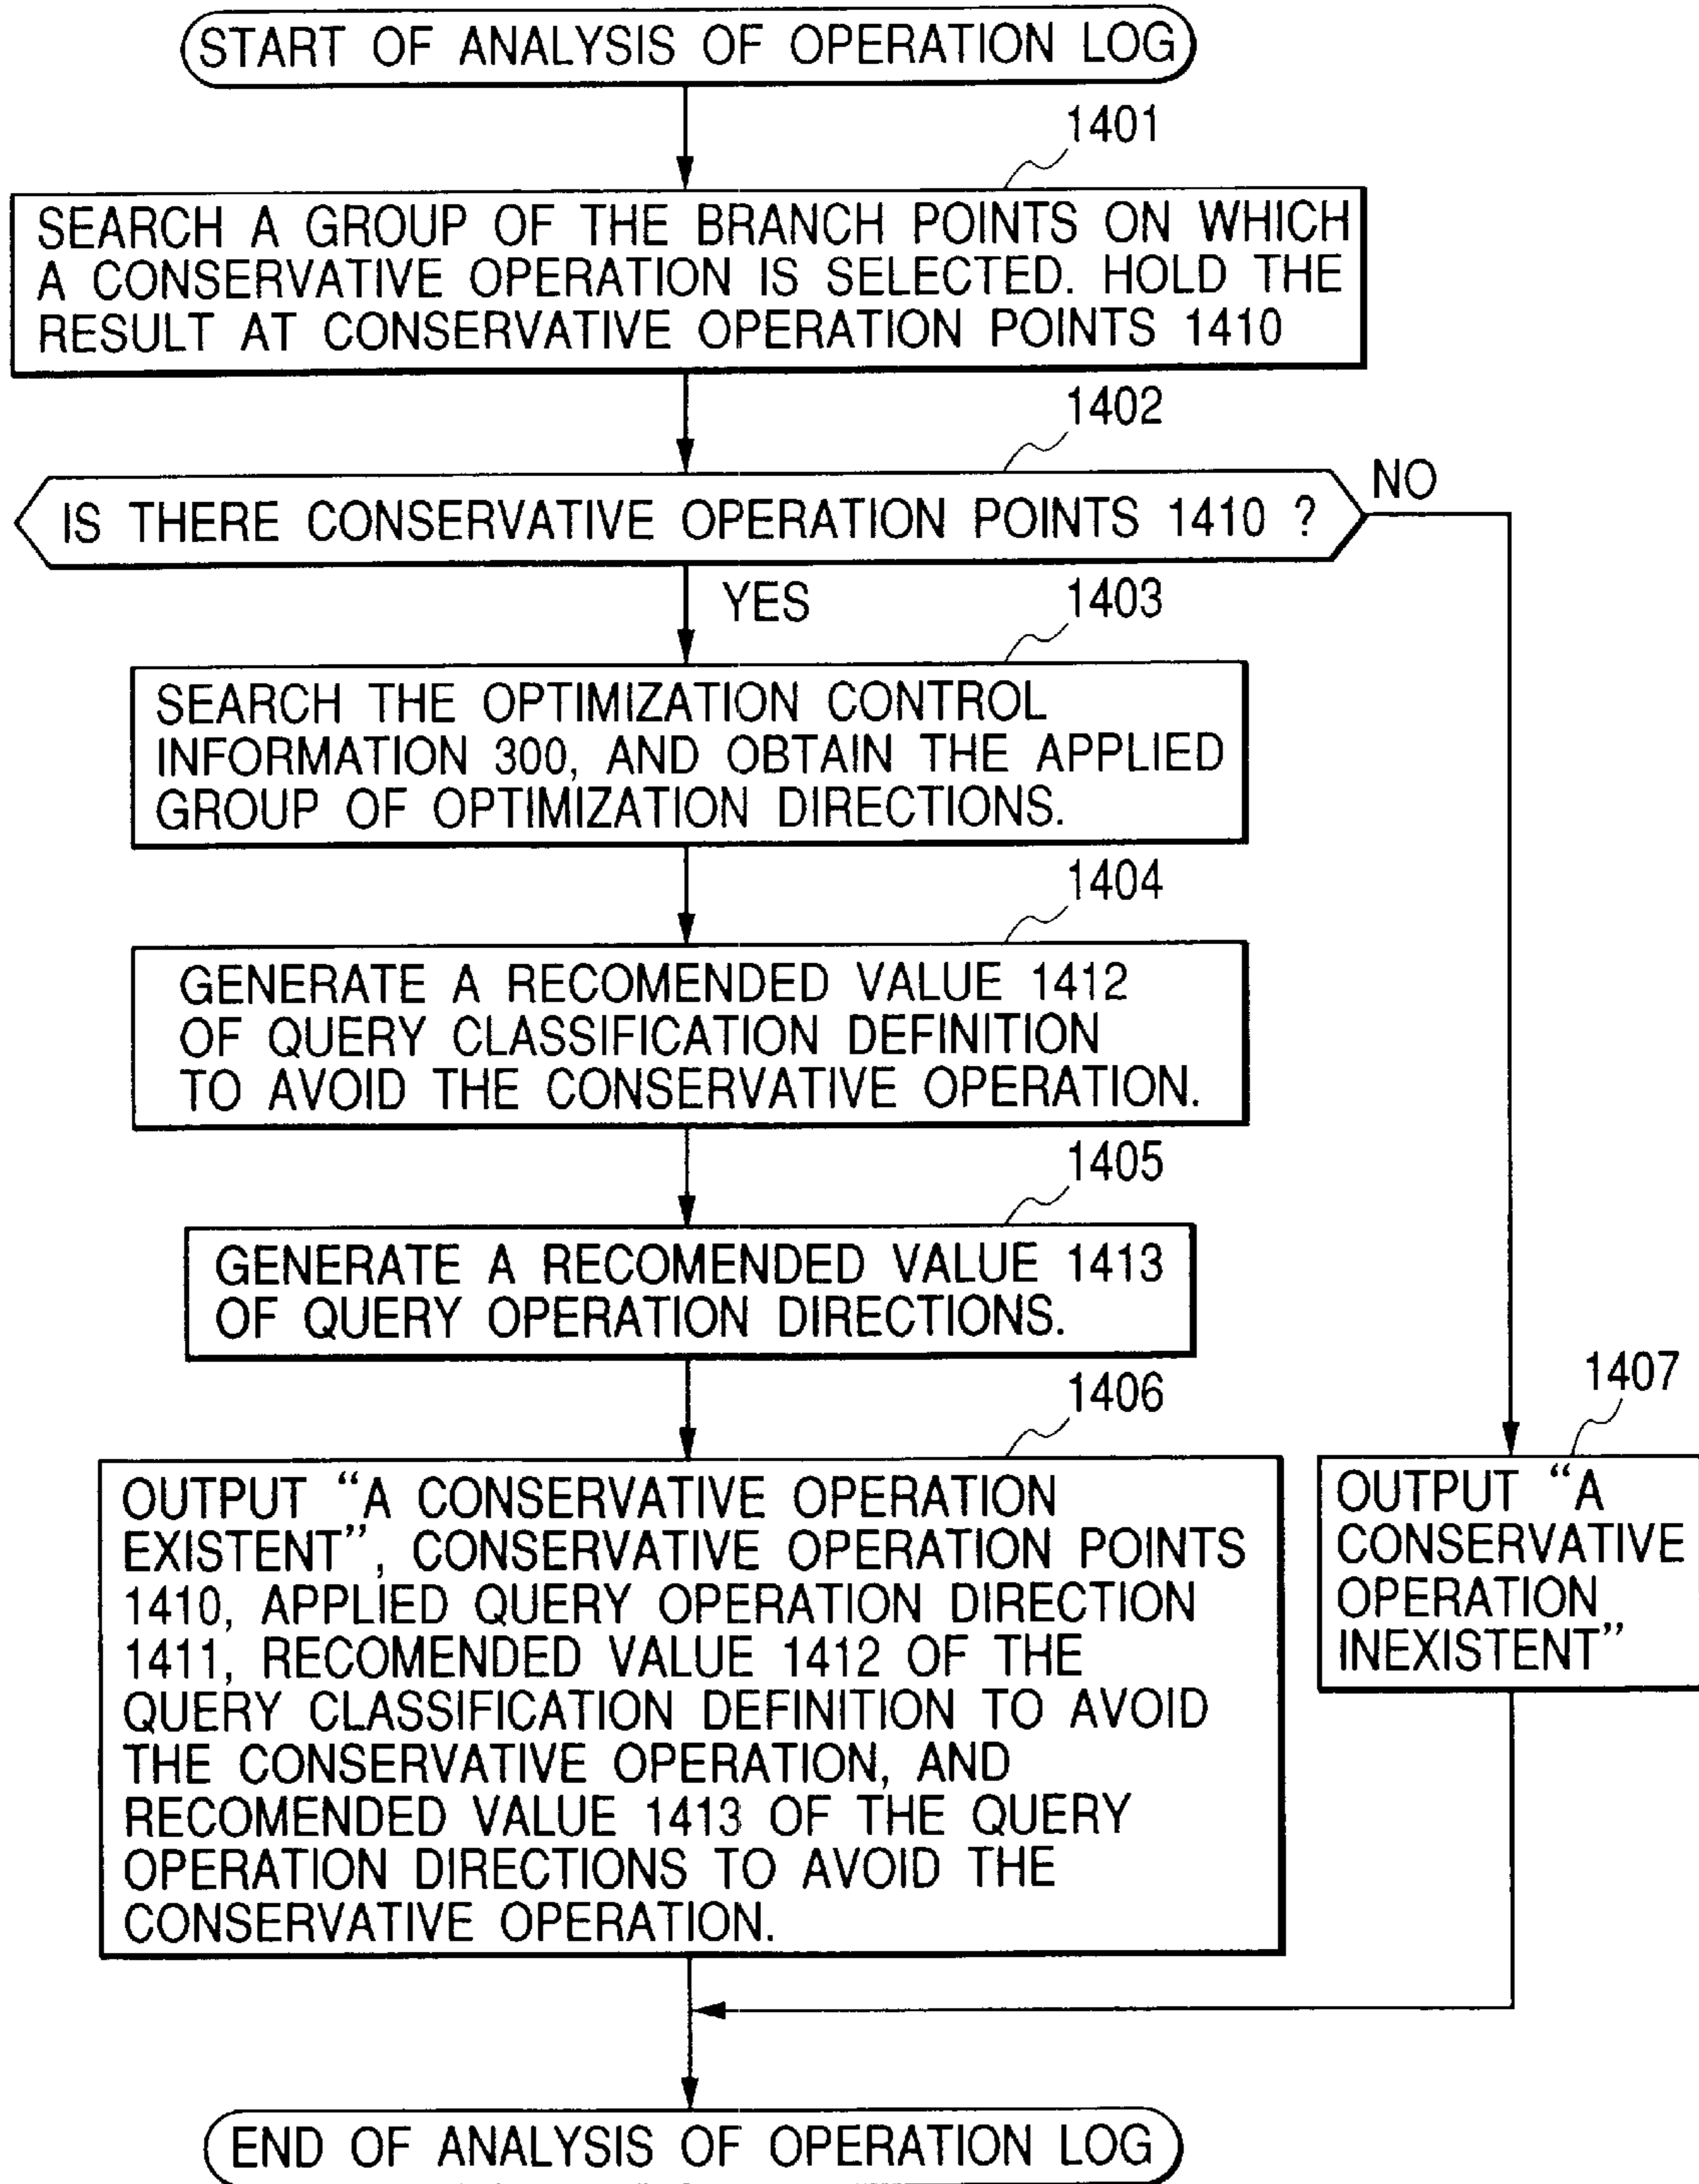 START OF ANALYSIS OF OPERATION LOG
1401
SEARCH A GROUP OF THE BRANCH POINTS ON WHICH
A CONSERVATIVE OPERATION IS SELECTED. HOLD THE
RESULT AT CONSERVATIVE OPERATION POINTS 1410
1402
IS THERE CONSERVATIVE OPERATION POINTS 1410 ?
NO
YES
1403
SEARCH THE OPTIMIZATION CONTROL
INFORMATION 300, AND OBTAIN THE APPLIED
GROUP OF OPTIMIZATION DIRECTIONS.
1404
GENERATE A RECOMENDED VALUE 1412
OF QUERY CLASSIFICATION DEFINITION
TO AVOID THE CONSERVATIVE OPERATION.
1405
GENERATE A RECOMENDED VALUE 1413
OF QUERY OPERATION DIRECTIONS.
1406
OUTPUT “A CONSERVATIVE OPERATION
EXISTENT”, CONSERVATIVE OPERATION POINTS
1410, APPLIED QUERY OPERATION DIRECTION
1411, RECOMENDED VALUE 1412 OF THE
QUERY CLASSIFICATION DEFINITION TO AVOID
THE CONSERVATIVE OPERATION, AND
RECOMENDED VALUE 1413 OF THE QUERY
OPERATION DIRECTIONS TO AVOID THE
CONSERVATIVE OPERATION.
1407
OUTPUT “A
CONSERVATIVE
OPERATION
INEXISTENT”
END OF ANALYSIS OF OPERATION LOG